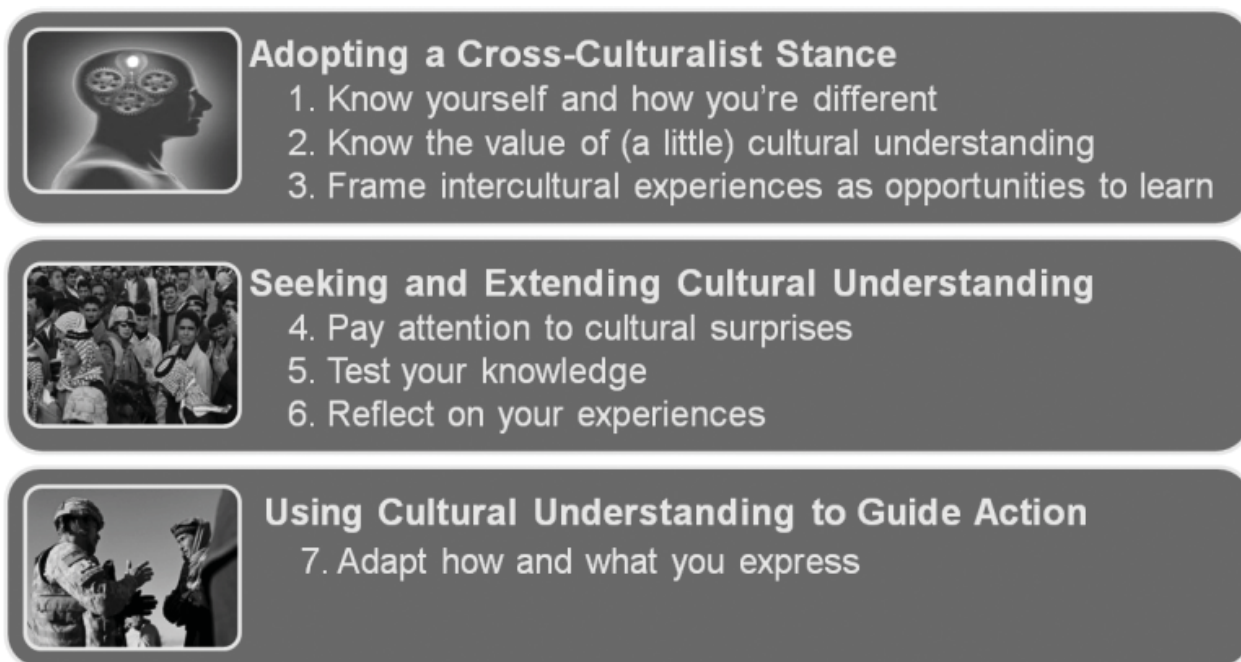 Adopting a Cross-Culturalist Stance
1. Know yourself and how you're different
2. Know the value of (a little) cultural understanding
3. Frame intercultural experiences as opportunities to learn
Seeking and Extending Cultural Understanding
4. Pay attention to cultural surprises
5. Test your knowledge
6. Reflect on your experiences
Using Cultural Understanding to Guide Action
7. Adapt how and what you express